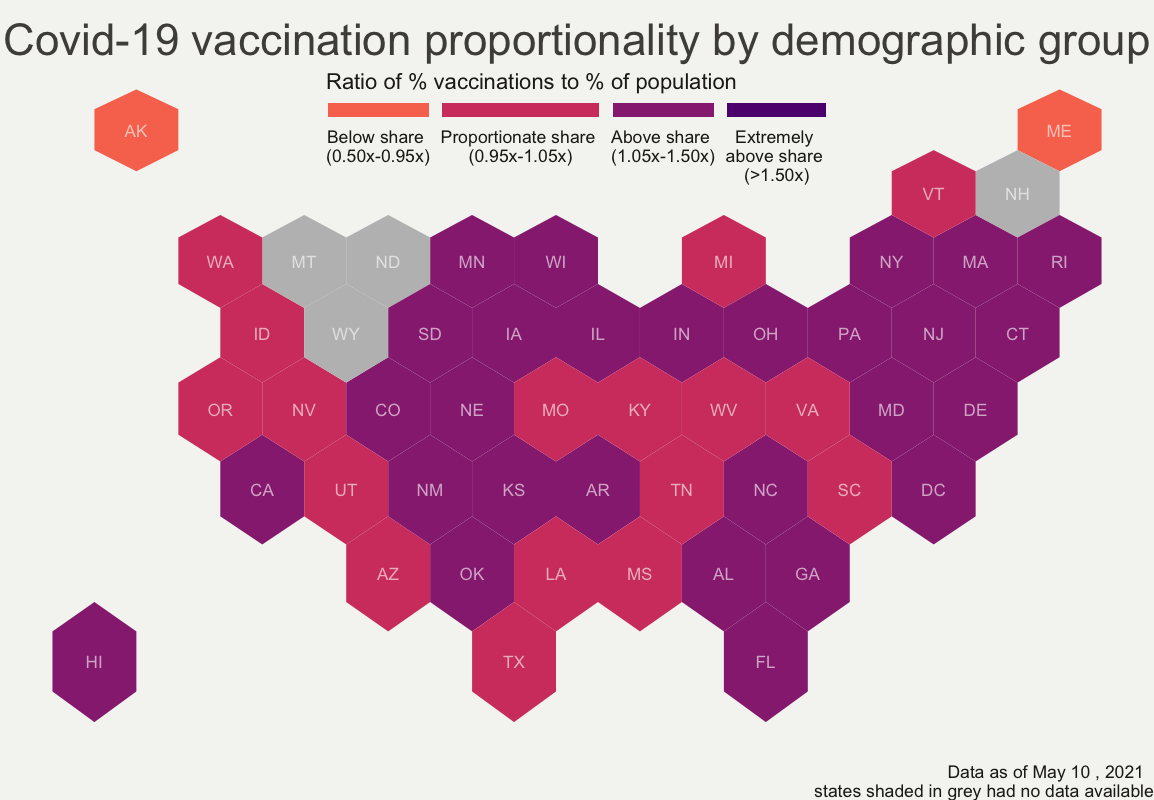 Covid-19 vaccination proportionality by demographic group
Ratio of % vaccinations to % of population
Below share Proportionate share Above share Extremely
(0.50x-0.95x) (0.95x-1.05x) (1.05x-1.50x) above share
(>1.50x)
AK ME
VT NH
WA MT ND MN WI MI NY MA RI
ID WY SD IA IL IN OH PA NJ CT
OR NV CO NE MO KY WV VA MD DE
CA UT NM KS AR TN NC SC DC
AZ OK LA MS AL GA
HI TX FL
Data as of May 10 , 2021
states shaded in grey had no data available